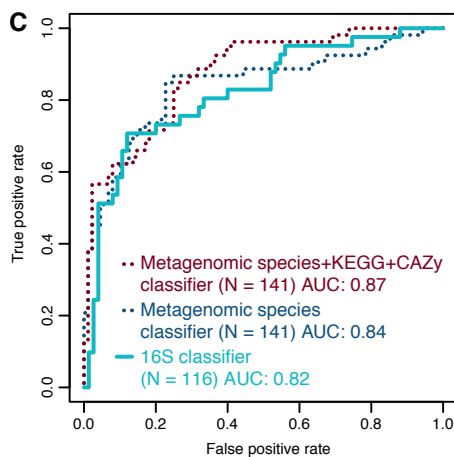 C
True positive rate
1.0
0.8
0.6
0.4
0.2
0.0
Metagenomic species+KEGG+CAZy
classifier (N = 141) AUC: 0.87
Metagenomic species
classifier (N = 141) AUC: 0.84
16S classifier
(N = 116) AUC: 0.82
0.0 0.2 0.4 0.6 0.8 1.0
False positive rate